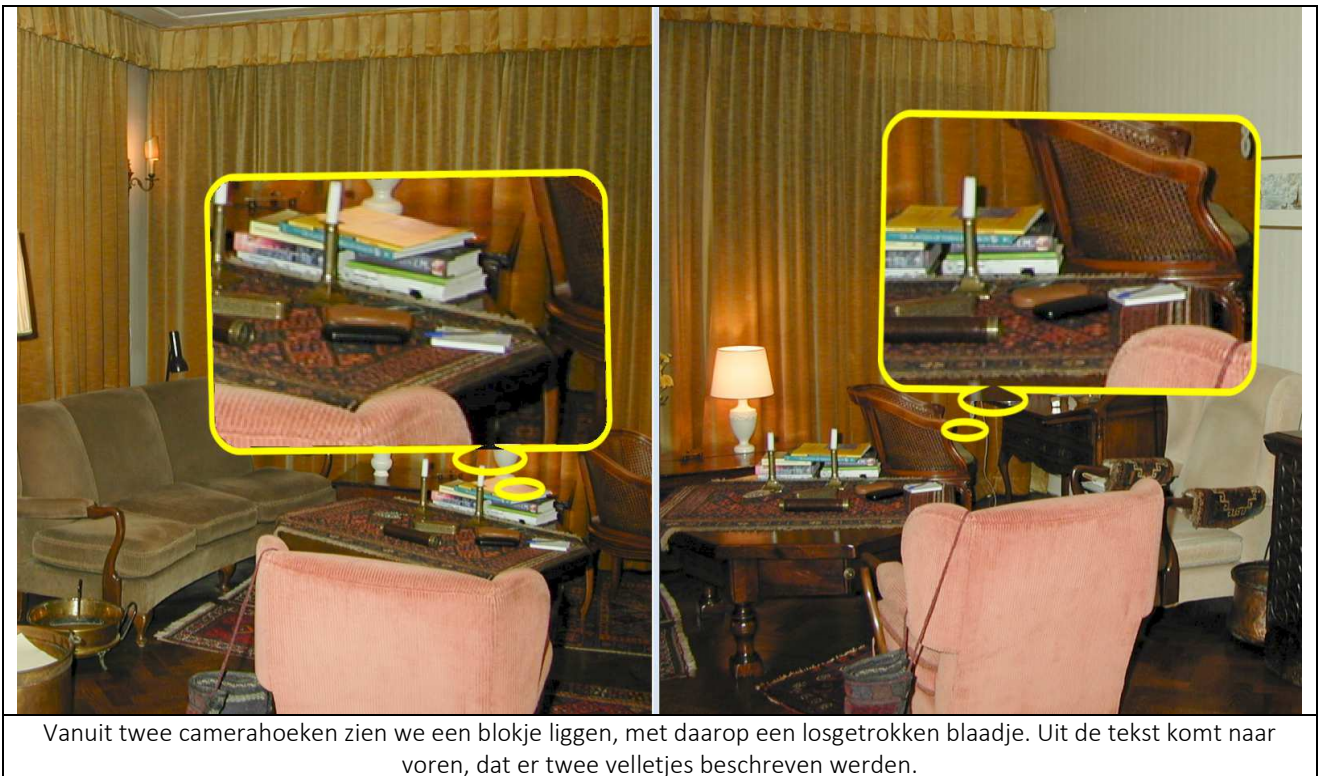 Vanuit twee camerahoeken zien we een blokje liggen, met daarop een losgetrokken blaadje. Uit de tekst komt naar
voren, dat er twee velletjes beschreven werden.